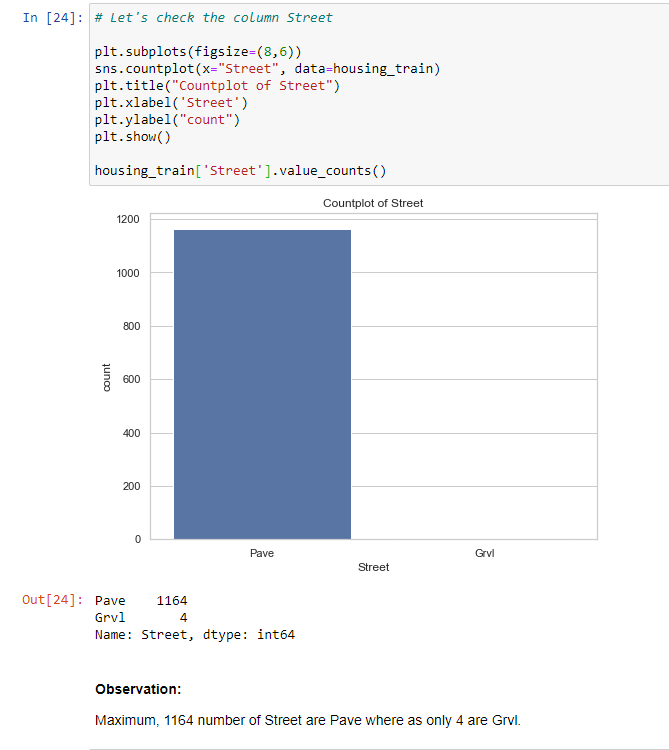 In [24]: # Let's check the column Street
plt.subplots(figsize=(8,6))
sns.countplot(x="Street", data=housing_train)
plt.title("Countplot of Street")
plt.xlabel('Street')
plt.ylabel("count")
plt.show()
housing_train['Street'].value_counts()
Countplot of Street
1200
1000
800
600
400
200
0
count
Pave Grvl
Street
Out[24]: Pave 1164
Grvl 4
Name: Street, dtype: int64
Observation:
Maximum, 1164 number of Street are Pave where as only 4 are Grvl.